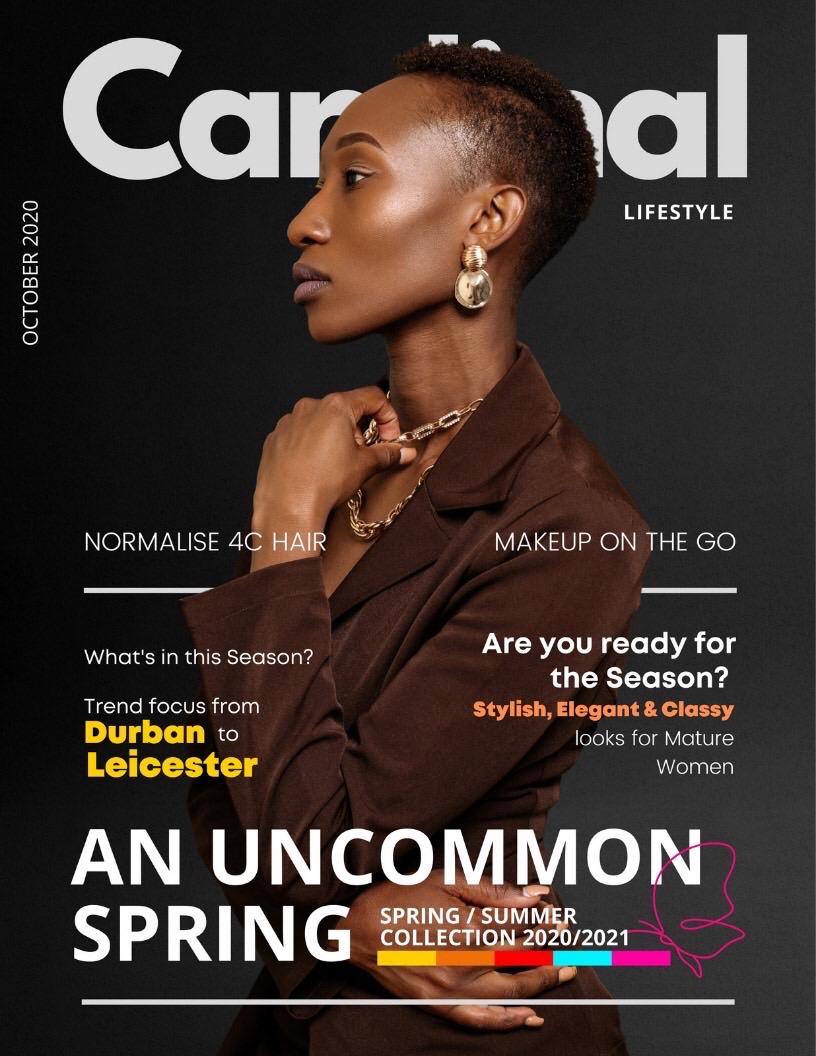 Cardinal
LIFESTYLE
OCTOBER 2020
NORMALISE 4C HAIR
MAKEUP ON THE GO
What's in this Season?
Trend focus from
Durban to
Leicester
Are you ready for
the Season?
Stylish, Elegant & Classy
looks for Mature
Women
AN UNCOMMON
SPRING
SPRING / SUMMER
COLLECTION 2020/2021